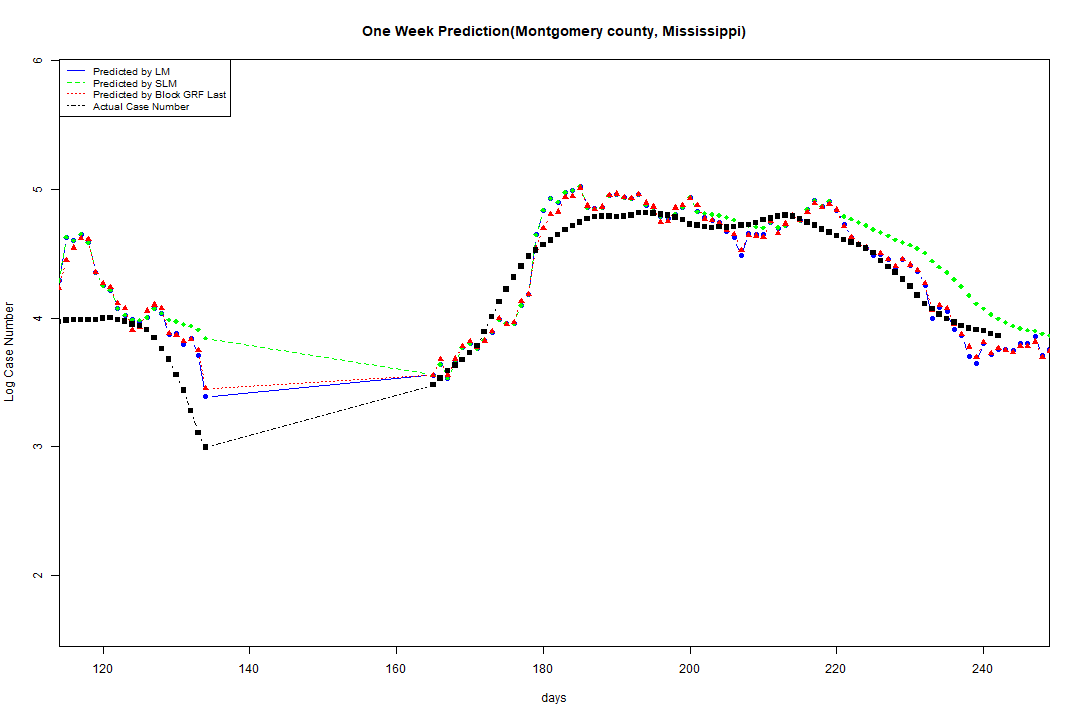 One Week Prediction(Montgomery county, Mississippi)
Predicted by LM
Predicted by SLM
Predicted by Block GRF Last
Actual Case Number
6
5
4
3
2
Log Case Number
120 140 160 180 200 220 240
days